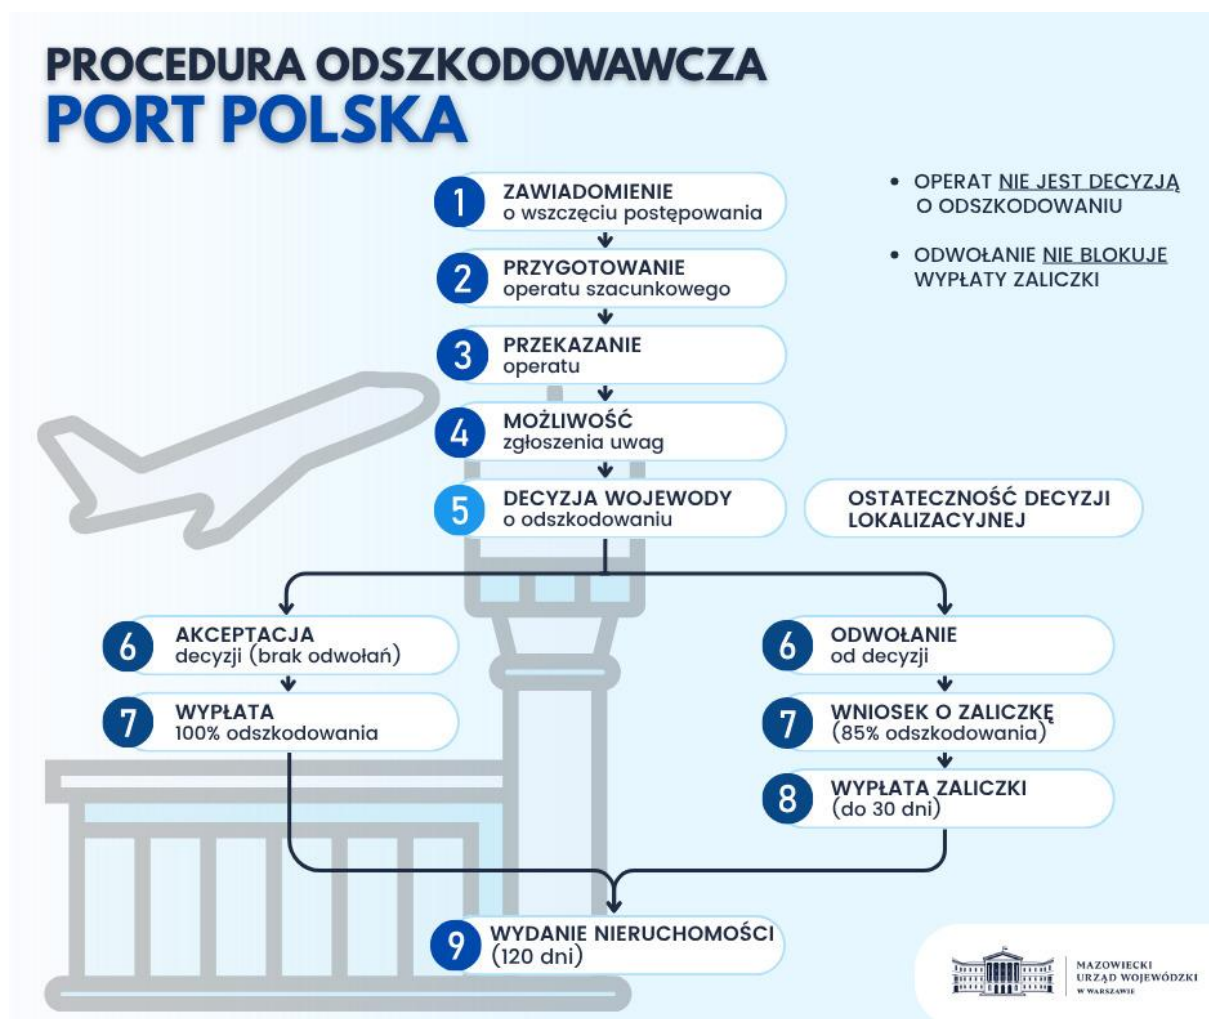 PROCEDURA ODSZKODOWAWCZA
PORT POLSKA
1
ZAWIADOMIENIE
o wszczęciu postępowania
2
PRZYGOTOWANIE
operatu szacunkowego
3
PRZEKAZANIE
operatu
4
MOŻLIWOŚĆ
zgłoszenia uwag
5
DECYZJA WOJEWODY
o odszkodowaniu
• OPERAT NIE JEST DECYZJĄ
O ODSZKODOWANIU
• ODWOŁANIE NIE BLOKUJE
WYPŁATY ZALICZKI
OSTATECZNOŚĆ DECYZJI
LOKALIZACYJNEJ
6
AKCEPTACJA
decyzji (brak odwołań)
7
WYPŁATA
100% odszkodowania
6
ODWOŁANIE
od decyzji
7
WNIOSEK O ZALICZKĘ
(85% odszkodowania)
8
WYPŁATA ZALICZKI
(do 30 dni)
9
WYDANIE NIERUCHOMOŚCI
(120 dni)
MAZOWIECKI
URZĄD WOJEWÓDZKI
W WARSZAWIE